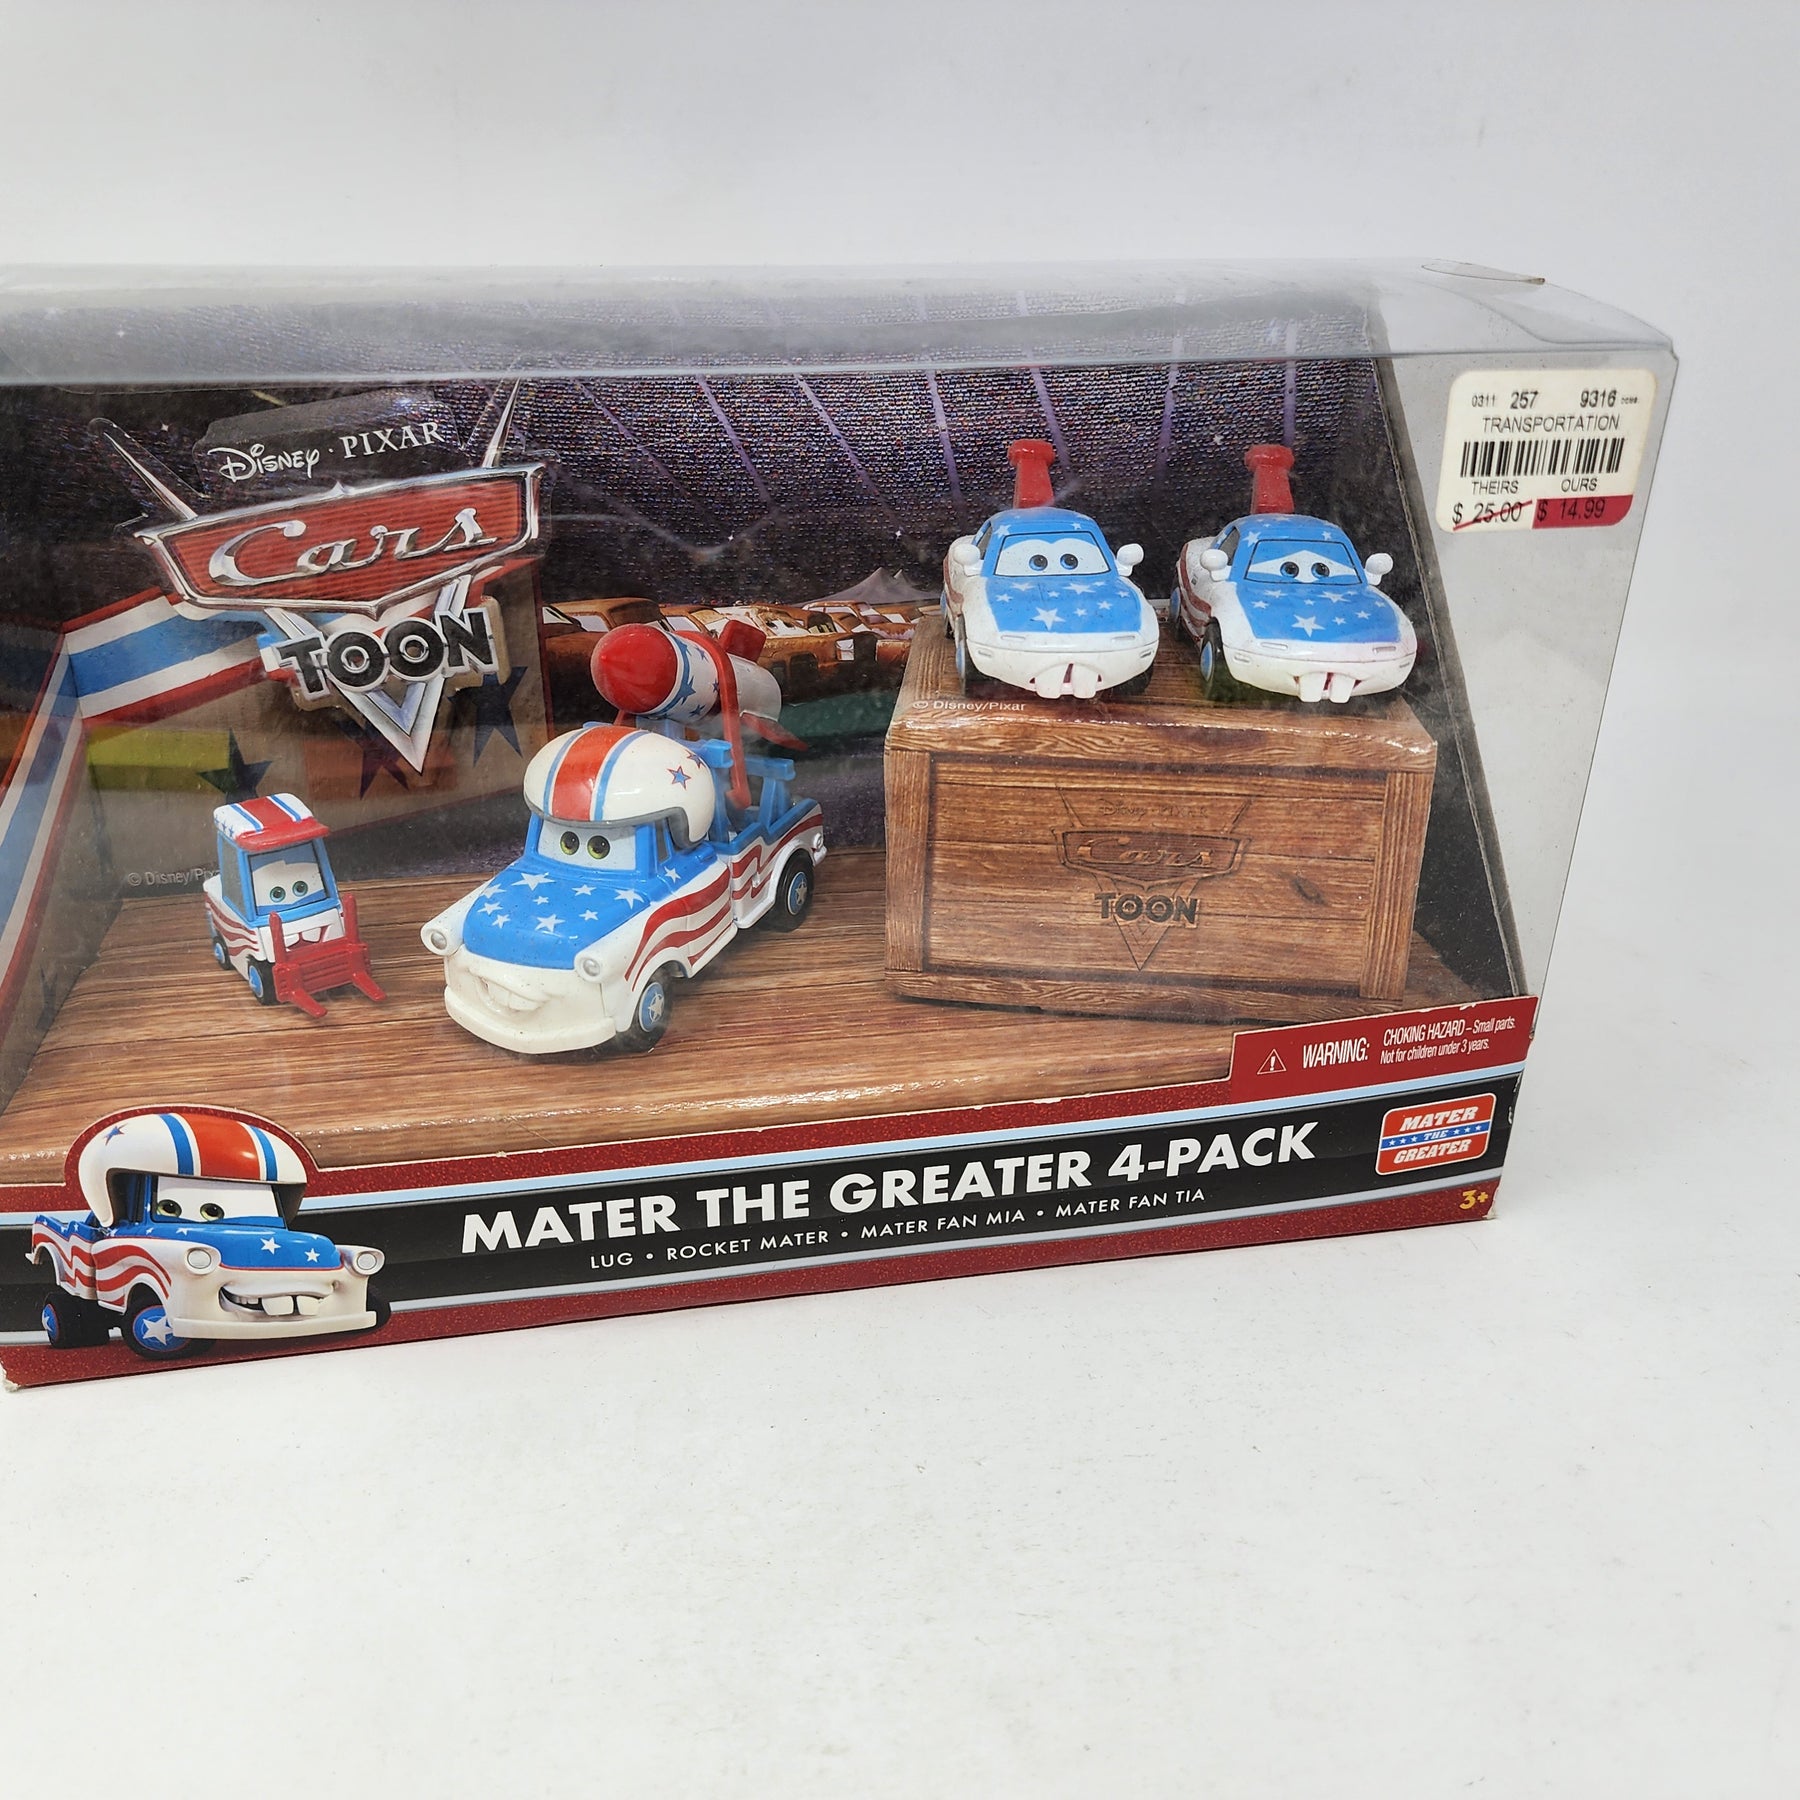 0311 257 9316
TRANSPORTATION
THEIRS OURS
$ 25.00 $ 14.99
Disney · PIXAR
Cars
TOON
© Disney/Pixar
© Disney/Pix
Cars
TOON
WARNING: CHOKING HAZARD – Small parts.
Not for children under 3 years.
MATER
THE
GREATER
MATER THE GREATER 4-PACK
LUG • ROCKET MATER • MATER FAN MIA • MATER FAN TIA
3+